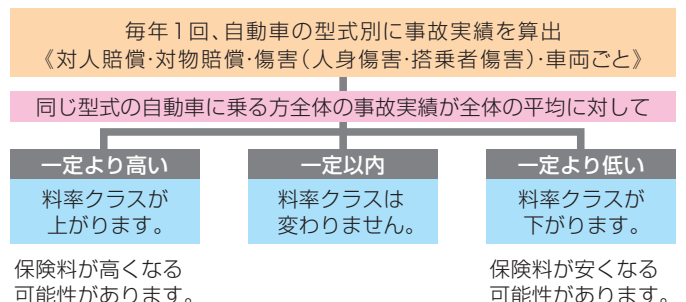 毎年1回、自動車の型式別に事故実績を算出
《対人賠償・対物賠償・傷害(人身傷害・搭乗者傷害)・車両ごと》
同じ型式の自動車に乗る方全体の事故実績が全体の平均に対して
一定より高い
料率クラスが
上がります。
保険料が高くなる
可能性があります。
一定以内
料率クラスは
変わりません。
一定より低い
料率クラスが
下がります。
保険料が安くなる
可能性があります。